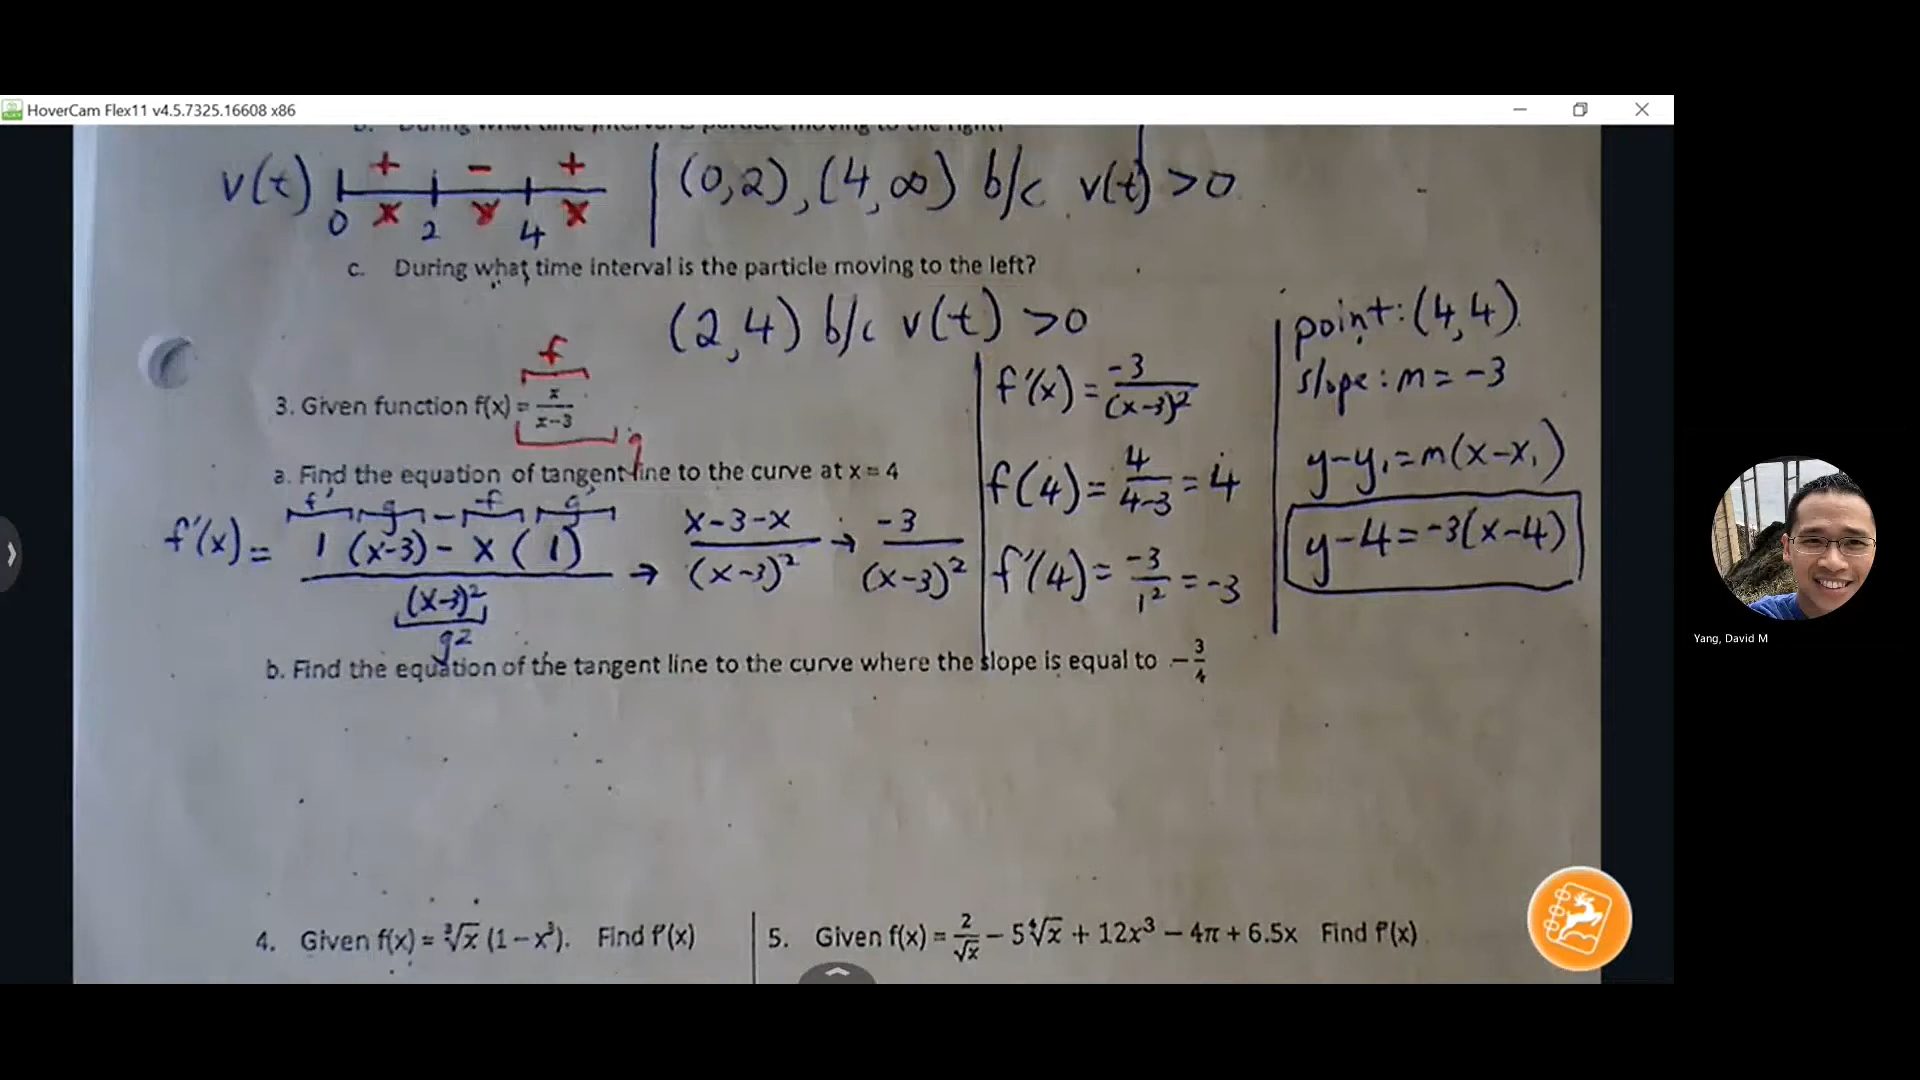 HoverCam Flex11 v4.5.7325.16608 x86
v(t) 0 + x 2 - x 4 + x | (0,2), (4,∞) b/c v(t) >0
c. During what time interval is the particle moving to the left?
(2,4) b/c v(t) >0
f
3. Given function f(x) = x/(x-3)
g
a. Find the equation of tangent line to the curve at x = 4
f' g - f g'
f'(x) = (1 (x-3) - x (1))/(x-3)² → (x-3-x)/(x-3)² → -3/(x-3)²
g²
f'(x) = -3/(x-3)²
f(4) = 4/(4-3) = 4
f'(4) = -3/1² = -3
point: (4,4)
slope: m = -3
y-y₁=m(x-x₁)
y-4=-3(x-4)
b. Find the equation of the tangent line to the curve where the slope is equal to -3/4
4. Given f(x) = ∛x (1-x³). Find f'(x)
5. Given f(x) = 2/√x - 5∜x + 12x³ - 4π + 6.5x Find f'(x)
Yang, David M